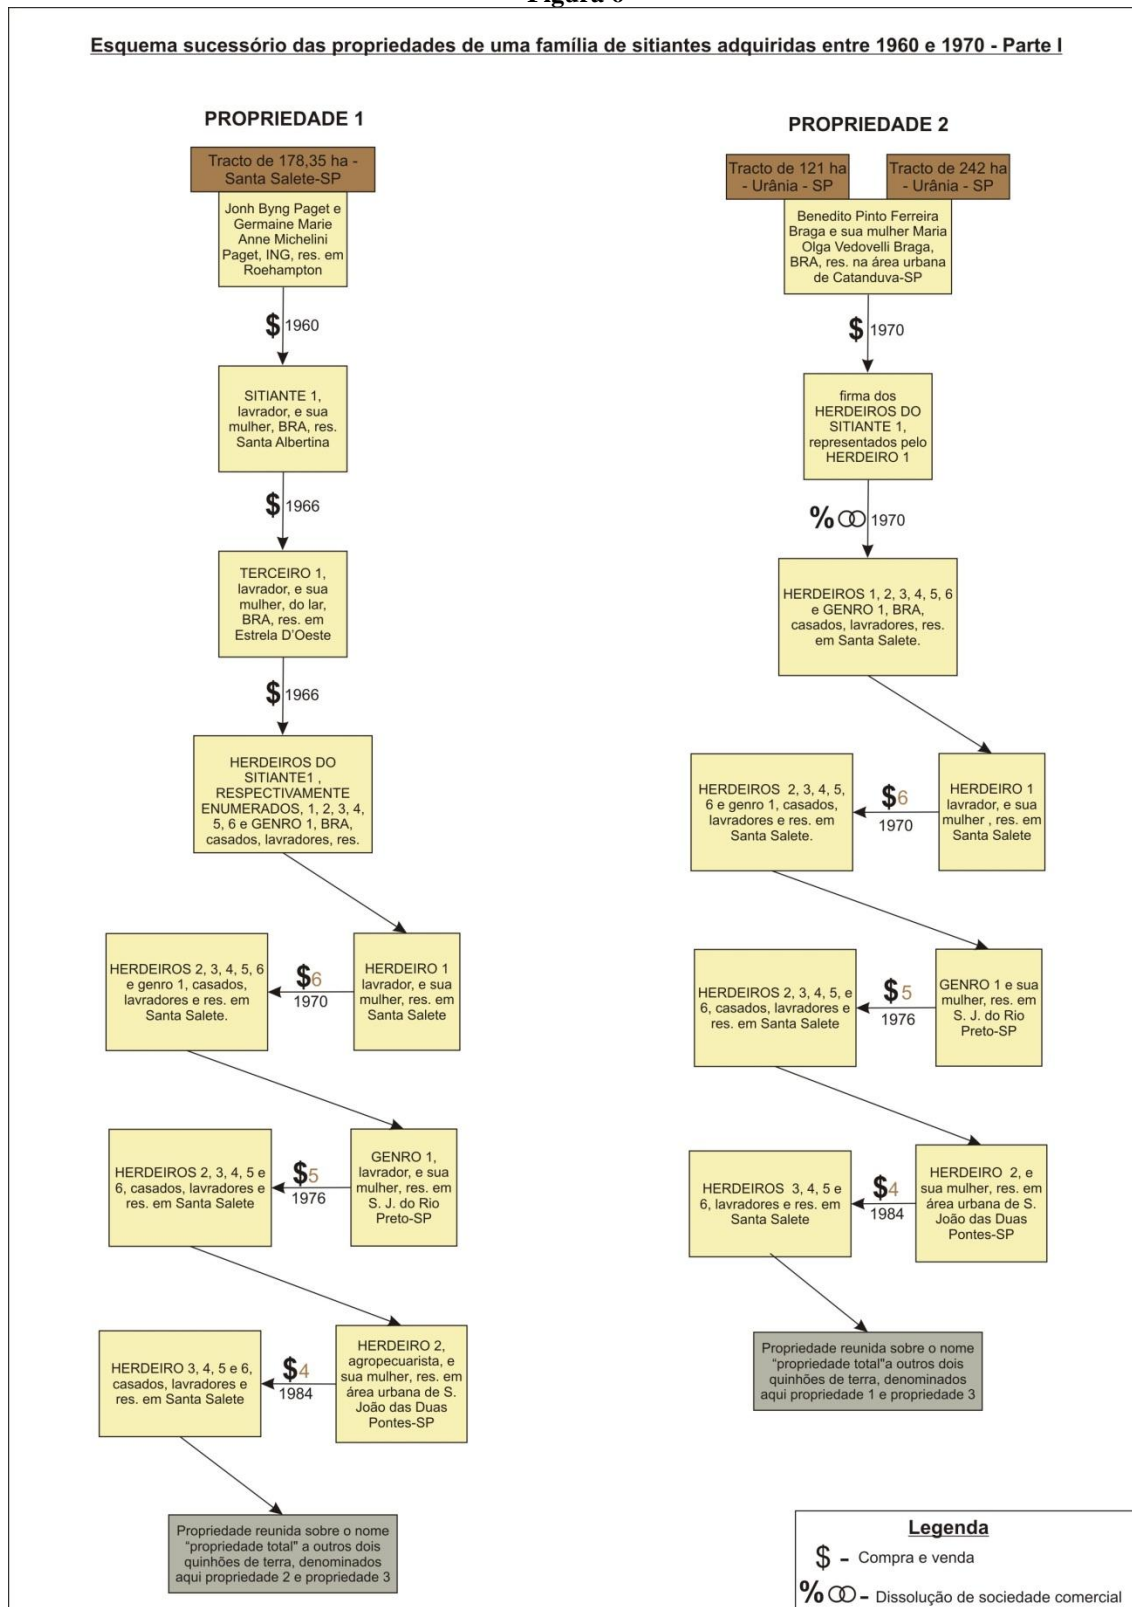 Figura 6
Esquema sucessório das propriedades de uma família de sitiantes adquiridas entre 1960 e 1970 - Parte I
PROPRIEDADE 1
Tracto de 178,35 ha -
Santa Salete-SP
Jonh Byng Paget e
Germaine Marie
Anne Michelini
Paget, ING, res. em
Roehampton
$ 1960
SITIANTE 1,
lavrador, e sua
mulher, BRA, res.
Santa Albertina
$ 1966
TERCEIRO 1,
lavrador, e sua
mulher, do lar,
BRA, res. em
Estrela D'Oeste
$ 1966
HERDEIROS DO
SITIANTE1 ,
RESPECTIVAMENTE
ENUMERADOS, 1, 2, 3, 4,
5, 6 e GENRO 1, BRA,
casados, lavradores, res.
HERDEIROS 2, 3, 4, 5, 6
e genro 1, casados,
lavradores e res. em
Santa Salete.
$6
1970
HERDEIRO 1
lavrador, e sua
mulher, res. em
Santa Salete
HERDEIROS 2, 3, 4, 5 e
6, casados, lavradores e
res. em Santa Salete
$5
1976
GENRO 1,
lavrador, e sua
mulher, res. em
S. J. do Rio
Preto-SP
HERDEIRO 3, 4, 5 e 6,
casados, lavradores e
res. em Santa Salete
$4
1984
HERDEIRO 2,
agropecuarista, e
sua mulher, res. em
área urbana de S.
João das Duas
Pontes-SP
Propriedade reunida sobre o nome
"propriedade total" a outros dois
quinhões de terra, denominados
aqui propriedade 2 e propriedade 3
PROPRIEDADE 2
Tracto de 121 ha
- Urânia - SP
Tracto de 242 ha
- Urânia - SP
Benedito Pinto Ferreira
Braga e sua mulher Maria
Olga Vedovelli Braga,
BRA, res. na área urbana
de Catanduva-SP
$ 1970
firma dos
HERDEIROS DO
SITIANTE 1,
representados pelo
HERDEIRO 1
% 1970
HERDEIROS 1, 2, 3, 4, 5, 6
e GENRO 1, BRA,
casados, lavradores, res.
em Santa Salete.
HERDEIROS 2, 3, 4, 5,
6 e genro 1, casados,
lavradores e res. em
Santa Salete.
$6
1970
HERDEIRO 1
lavrador, e sua
mulher , res. em
Santa Salete
HERDEIROS 2, 3, 4, 5, e
6, casados, lavradores e
res. em Santa Salete
$5
1976
GENRO 1 e sua
mulher, res. em
S. J. do Rio
Preto-SP
HERDEIROS 3, 4, 5 e
6, lavradores e res. em
Santa Salete
$4
1984
HERDEIRO 2, e
sua mulher, res. em
área urbana de S.
João das Duas
Pontes-SP
Propriedade reunida sobre o nome
"propriedade total"a outros dois
quinhões de terra, denominados
aqui propriedade 1 e propriedade 3
Legenda
$ - Compra e venda
% - Dissolução de sociedade comercial